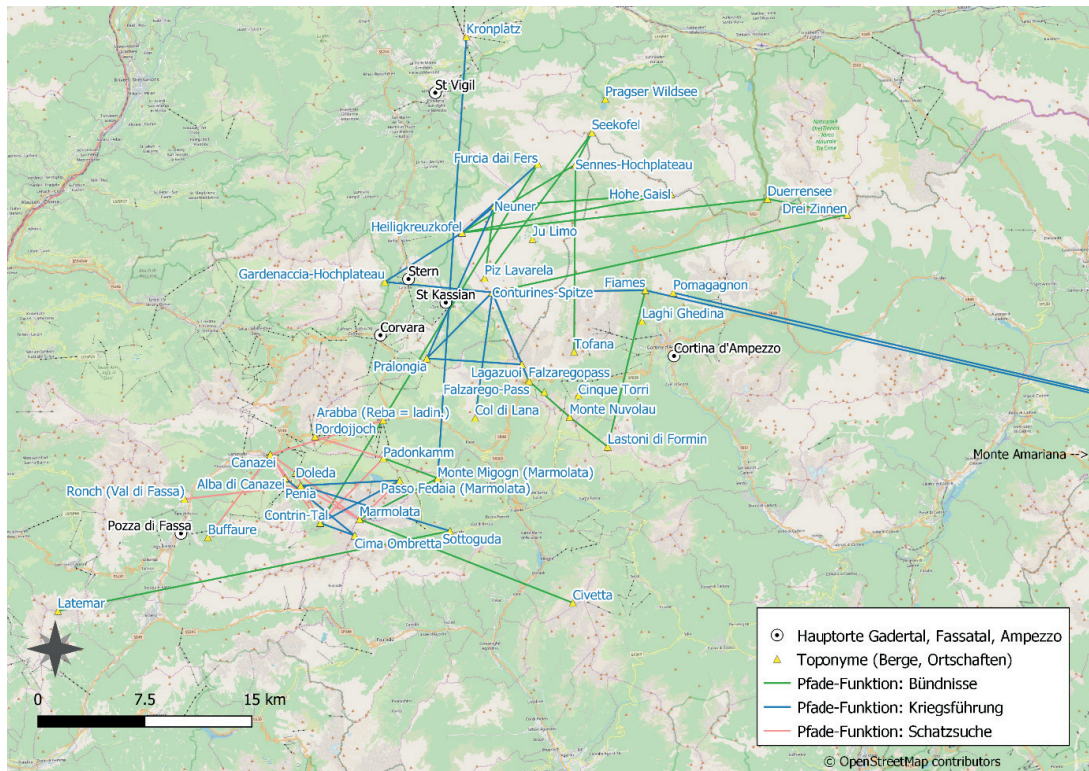 Kronplatz
St Vigil
Pragser Wildsee
Seekofel
Furcia dai Fers
Sennes-Hochplateau
Hohe Gaisl
Duerrensee
Drei Zinnen
Neuner
Heiligkreuzkofel
Ju Limo
Stern
Gardenaccia-Hochplateau
Piz Lavarela
Fiames
Pomagagnon
St Kassian
Conturines-Spitze
Laghi Ghedina
Corvara
Cortina d'Ampezzo
Tofana
Pralongia
Lagazuoi
Falzaregopass
Falzarego-Pass
Cinque Torri
Arabba (Reba = ladin.)
Col di Lana
Monte Nuvolau
Pordojjoch
Lastoni di Formin
Canazei
Padonkamm
Monte Amariana -->
Doleda
Monte Migogn (Marmolata)
Alba di Canazei
Passo Fedaia (Marmolata)
Ronch (Val di Fassa)
Penia
Contrin-Tal
Marmolata
Pozza di Fassa
Buffaure
Sottoguda
Cima Ombretta
Latemar
Civetta
0 7.5 15 km
Hauptorte Gadertal, Fassatal, Ampezzo
Toponyme (Berge, Ortschaften)
Pfade-Funktion: Bündnisse
Pfade-Funktion: Kriegsführung
Pfade-Funktion: Schatzsuche
© OpenStreetMap contributors